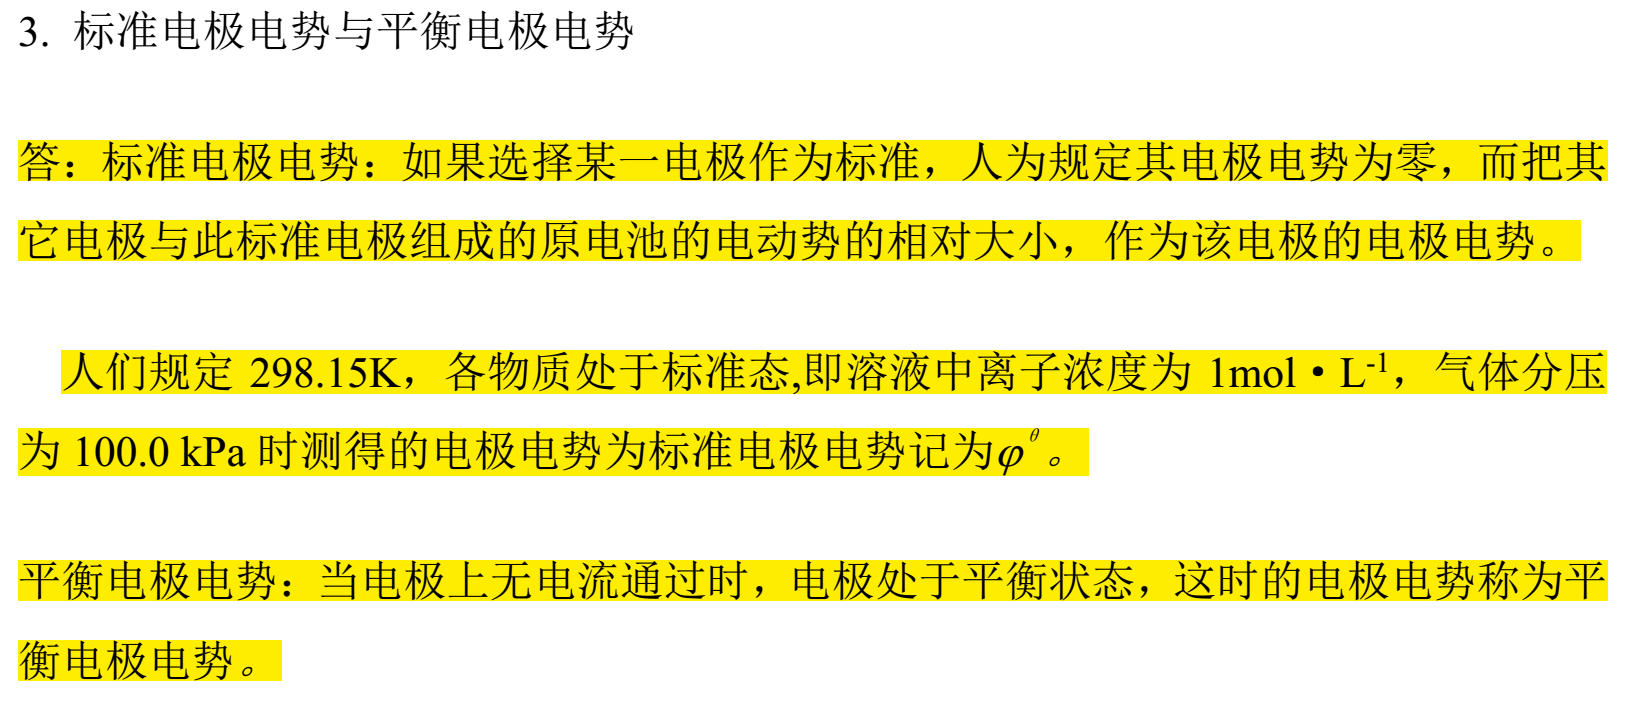 3. 标准电极电势与平衡电极电势
答：标准电极电势：如果选择某一电极作为标准，人为规定其电极电势为零，而把其
它电极与此标准电极组成的原电池的电动势的相对大小，作为该电极的电极电势。
人们规定 298.15K，各物质处于标准态,即溶液中离子浓度为 1mol·L⁻¹，气体分压
为 100.0 kPa 时测得的电极电势为标准电极电势记为φ^θ。
平衡电极电势：当电极上无电流通过时，电极处于平衡状态，这时的电极电势称为平
衡电极电势。